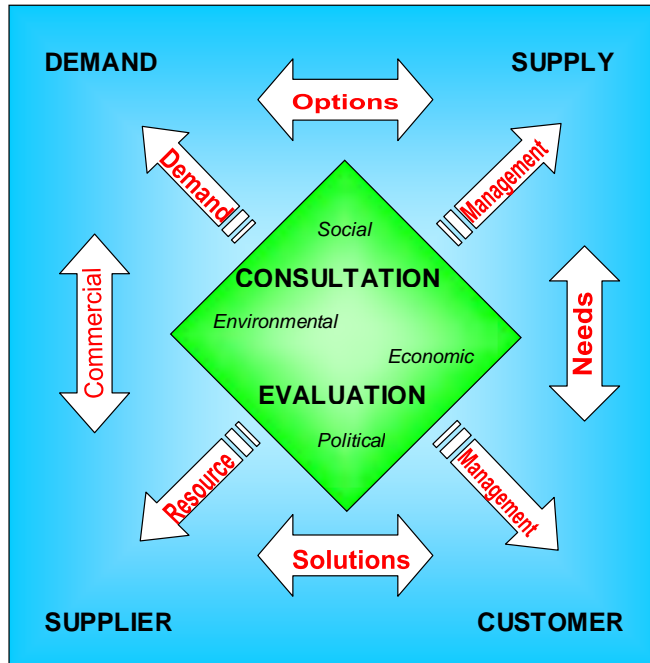 DEMAND
SUPPLY
Options
Demand
Management
Social
CONSULTATION
Commercial
Environmental
Needs
Economic
EVALUATION
Political
Resource
Management
Solutions
SUPPLIER
CUSTOMER